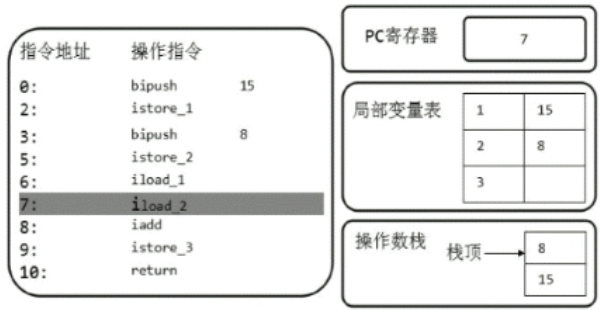 指令地址 操作指令
0: bipush 15
2: istore_1
3: bipush 8
5: istore_2
6: iload_1
7: iload_2
8: iadd
9: istore_3
10: return
PC寄存器 7
局部变量表
1 15
2 8
3
操作数栈
栈顶 8
15